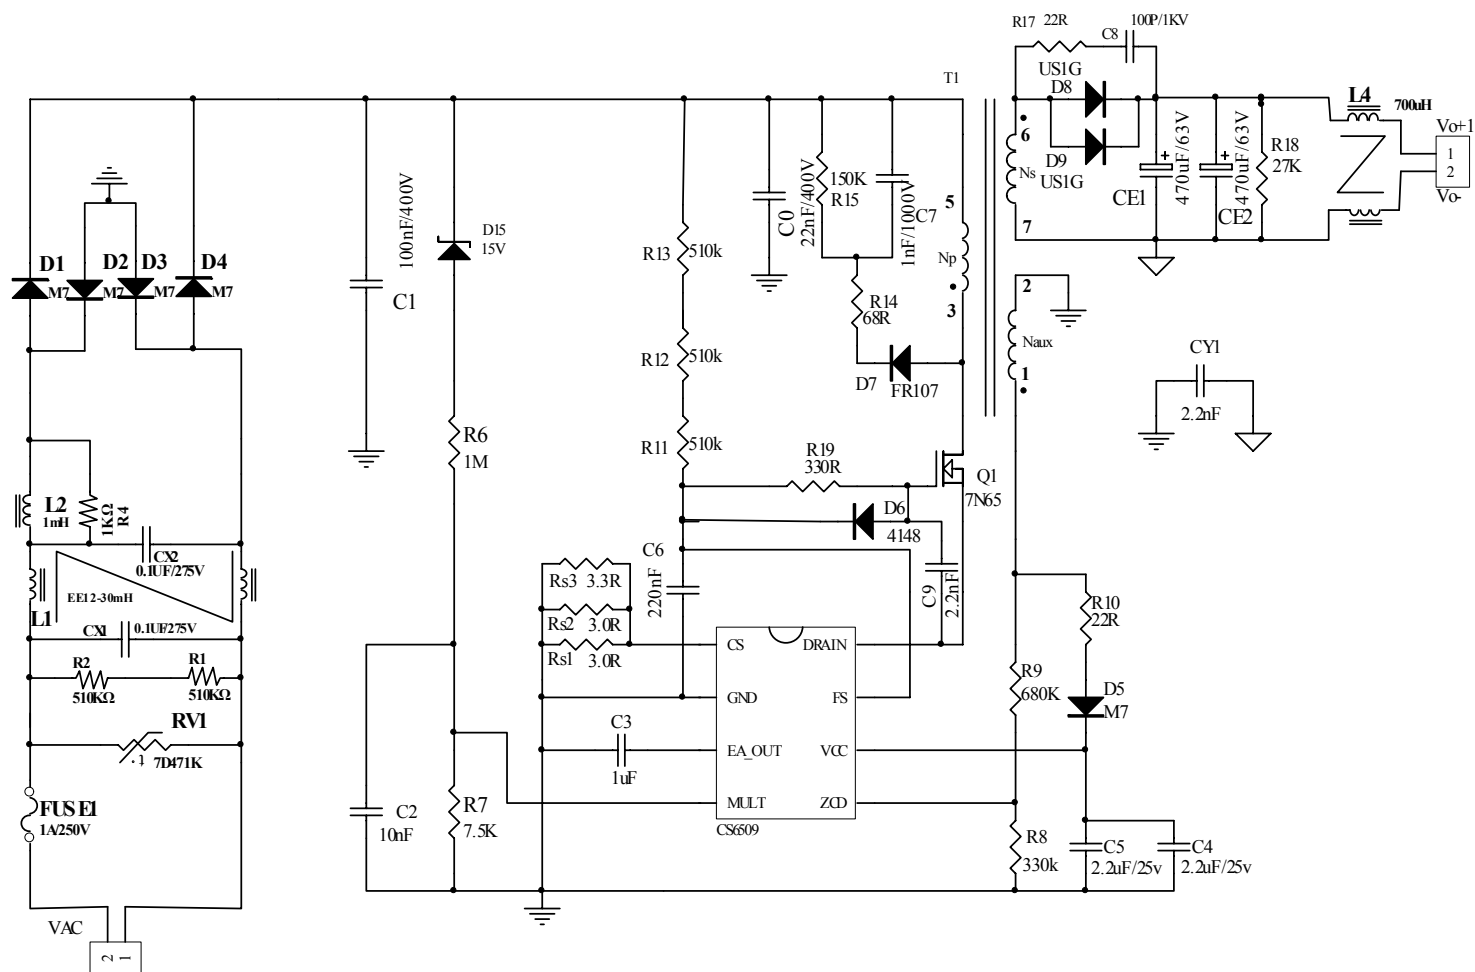 R17 22R
C8
100P/1KV
T1
US1G
D8
D9
US1G
6
Ns
7
CE1
470uF/63V
CE2
470uF/63V
R18
27K
L4
700uH
Vo+1
1
2
Vo-
D1
M7
D2
M7
D3
M7
D4
M7
100nF/400V
C1
D15
15V
R13
510k
R12
510k
R11
510k
C0
22nF/400V
150K
R15
C7
1nF/1000V
R14
68R
D7
FR107
5
Np
3
2
Naux
1
CY1
2.2nF
R6
1M
R19
330R
Q1
7N65
D6
4148
C9
2.2nF
C6
220nF
L2
1mH
1KΩ
R4
CX2
0.1UF/275V
EE12-30mH
L1
CX1
0.1UF/275V
R2
510KΩ
R1
510KΩ
RV1
7D471K
FUSE1
1A/250V
VAC
2
1
Rs3 3.3R
Rs2 3.0R
Rs1 3.0R
CS
GND
EA_OUT
MULT
DRAIN
FS
VCC
ZCD
CS6509
C3
1uF
C2
10nF
R7
7.5K
R10
22R
R9
680K
D5
M7
R8
330k
C5
2.2uF/25v
C4
2.2uF/25v